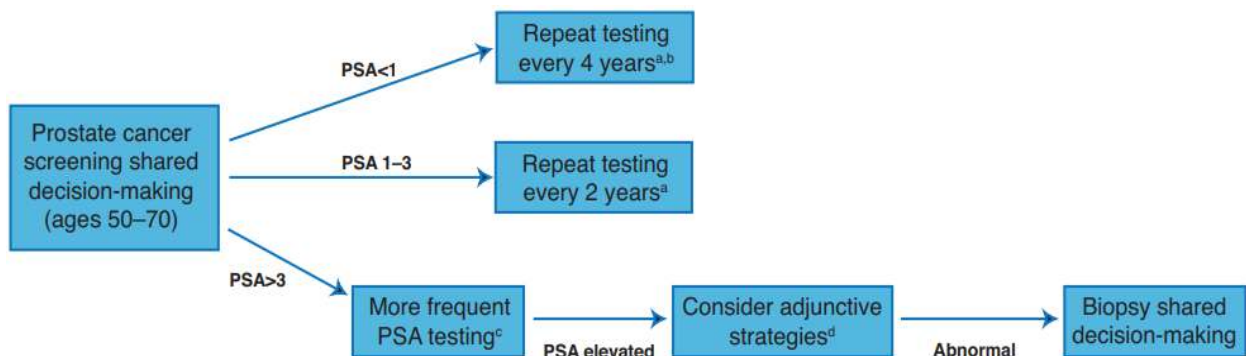 Repeat testing
every 4 years^a,b
PSA<1
Prostate cancer
screening shared
decision-making
(ages 50–70)
PSA 1–3
Repeat testing
every 2 years^a
PSA>3
More frequent
PSA testing^c
PSA elevated
Consider adjunctive
strategies^d
Abnormal
Biopsy shared
decision-making